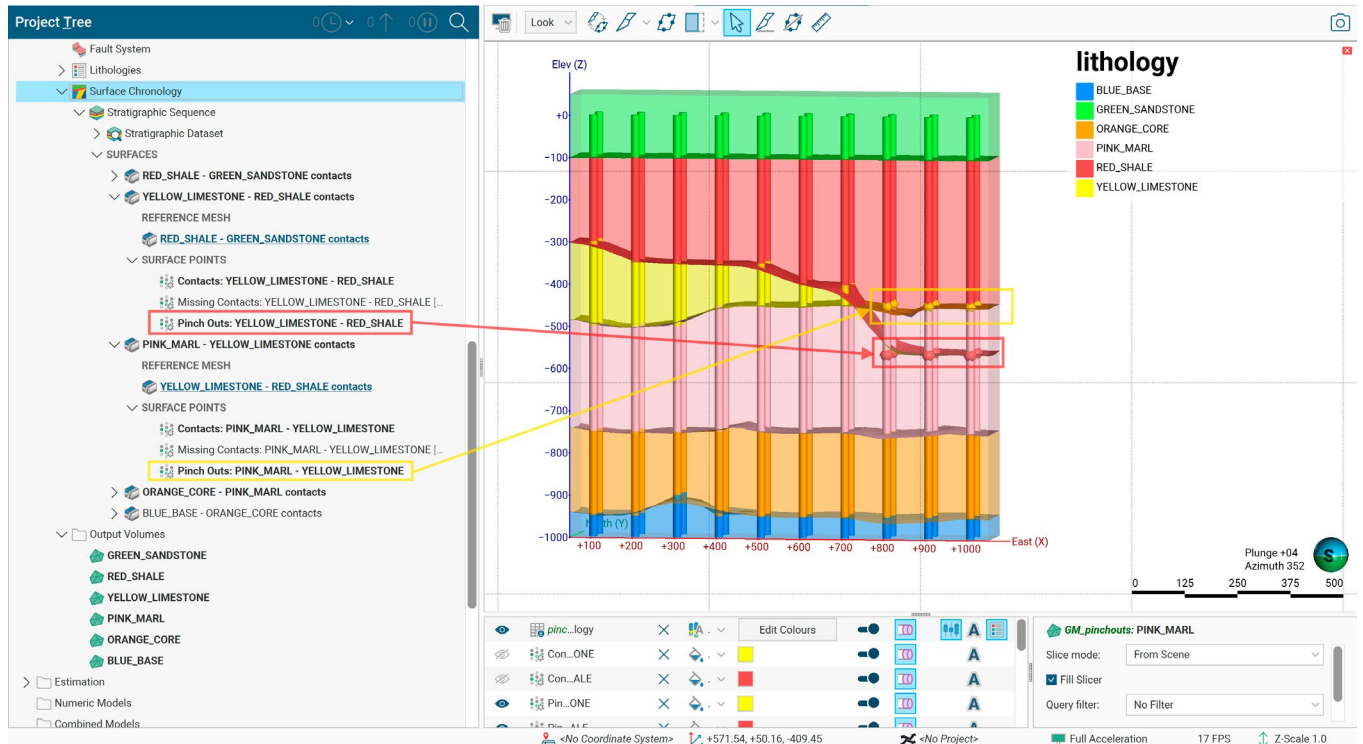 Project Tree
0
0
0
Look
Fault System
Lithologies
Surface Chronology
Stratigraphic Sequence
Stratigraphic Dataset
SURFACES
RED_SHALE - GREEN_SANDSTONE contacts
YELLOW_LIMESTONE - RED_SHALE contacts
REFERENCE MESH
RED_SHALE - GREEN_SANDSTONE contacts
SURFACE POINTS
Contacts: YELLOW_LIMESTONE - RED_SHALE
Missing Contacts: YELLOW_LIMESTONE - RED_SHALE [...
Pinch Outs: YELLOW_LIMESTONE - RED_SHALE
PINK_MARL - YELLOW_LIMESTONE contacts
REFERENCE MESH
YELLOW_LIMESTONE - RED_SHALE contacts
SURFACE POINTS
Contacts: PINK_MARL - YELLOW_LIMESTONE
Missing Contacts: PINK_MARL - YELLOW_LIMESTONE [...
Pinch Outs: PINK_MARL - YELLOW_LIMESTONE
ORANGE_CORE - PINK_MARL contacts
BLUE_BASE - ORANGE_CORE contacts
Output Volumes
GREEN_SANDSTONE
RED_SHALE
YELLOW_LIMESTONE
PINK_MARL
ORANGE_CORE
BLUE_BASE
Estimation
Numeric Models
Combined Models
Elev (Z)
+0
-100
-200
-300
-400
-500
-600
-700
-800
-900
-1000
North (Y)
+100 +200 +300 +400 +500 +600 +700 +800 +900 +1000
East (X)
lithology
BLUE_BASE
GREEN_SANDSTONE
ORANGE_CORE
PINK_MARL
RED_SHALE
YELLOW_LIMESTONE
Plunge +04
Azimuth 352
S
0 125 250 375 500
pinc...logy Edit Colours A
Con...ONE A
Con...ALE A
Pin...ONE A
Pin...ALE
GM_pinchouts: PINK_MARL
Slice mode: From Scene
Fill Slicer
Query filter: No Filter
<No Coordinate System> +571.54, +50.16, -409.45 <No Project> Full Acceleration 17 FPS Z-Scale 1.0